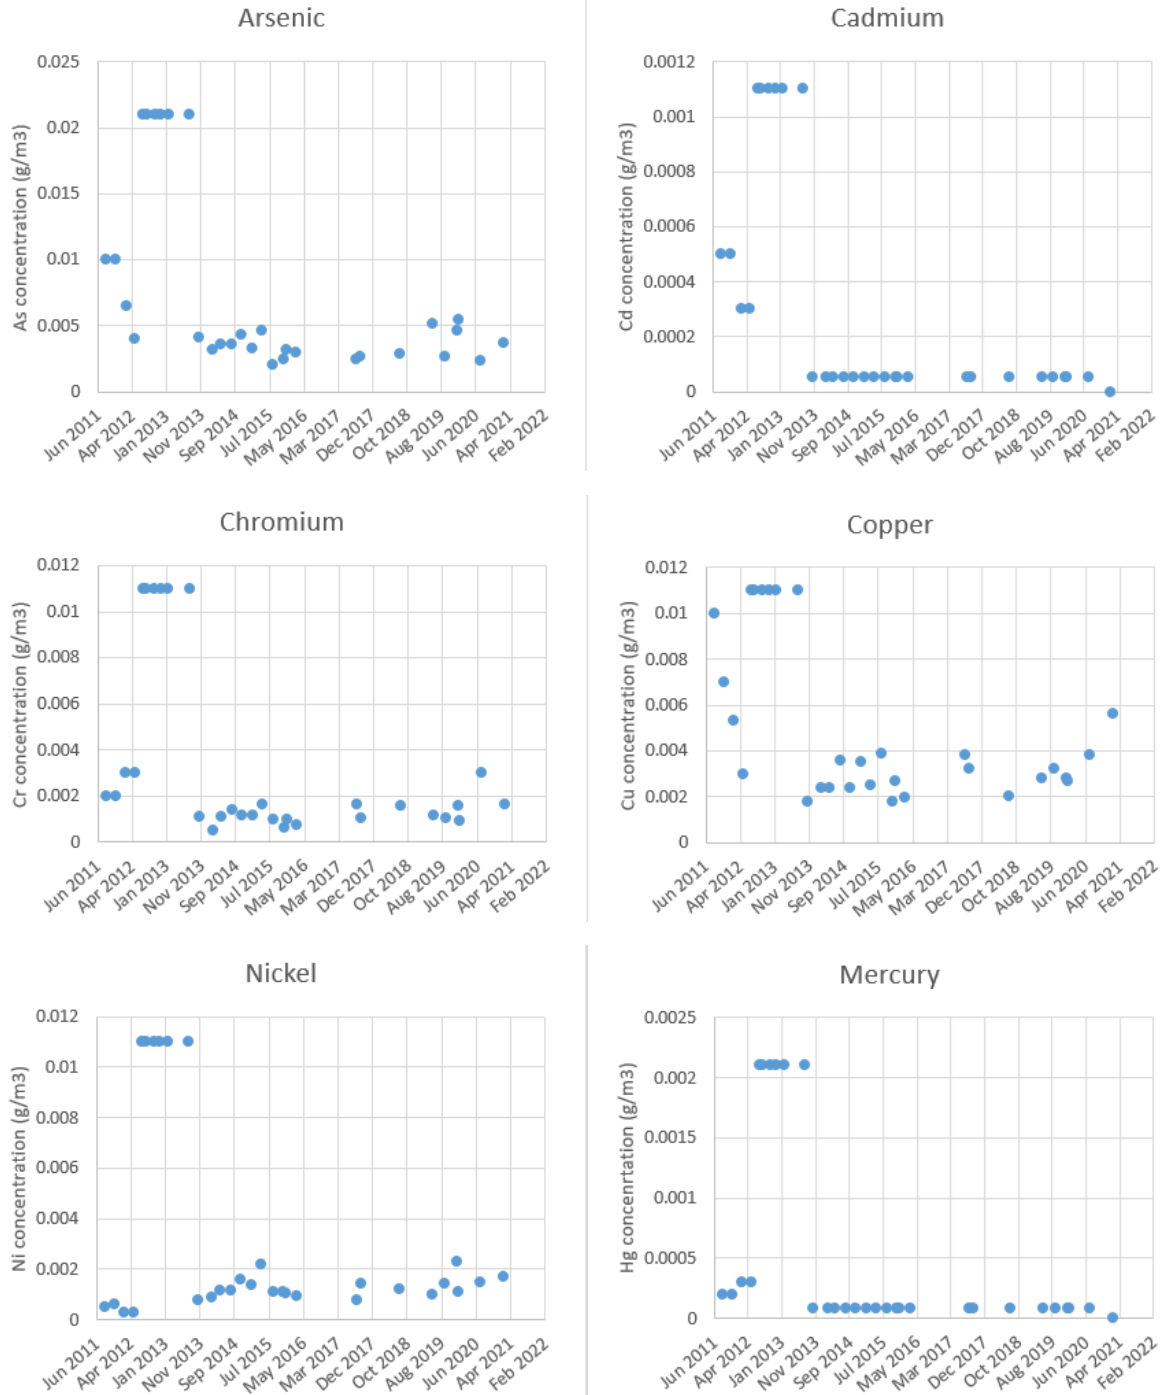 Arsenic
As concentration (g/m3)
0.025
0.02
0.015
0.01
0.005
0
Jun 2011
Apr 2012
Jan 2013
Nov 2013
Sep 2014
Jul 2015
May 2016
Mar 2017
Dec 2017
Oct 2018
Aug 2019
Jun 2020
Apr 2021
Feb 2022
Cadmium
Cd concentration (g/m3)
0.0012
0.001
0.0008
0.0006
0.0004
0.0002
0
Jun 2011
Apr 2012
Jan 2013
Nov 2013
Sep 2014
Jul 2015
May 2016
Mar 2017
Dec 2017
Oct 2018
Aug 2019
Jun 2020
Apr 2021
Feb 2022
Chromium
Cr concentration (g/m3)
0.012
0.01
0.008
0.006
0.004
0.002
0
Jun 2011
Apr 2012
Jan 2013
Nov 2013
Sep 2014
Jul 2015
May 2016
Mar 2017
Dec 2017
Oct 2018
Aug 2019
Jun 2020
Apr 2021
Feb 2022
Copper
Cu concentration (g/m3)
0.012
0.01
0.008
0.006
0.004
0.002
0
Jun 2011
Apr 2012
Jan 2013
Nov 2013
Sep 2014
Jul 2015
May 2016
Mar 2017
Dec 2017
Oct 2018
Aug 2019
Jun 2020
Apr 2021
Feb 2022
Nickel
Ni concentration (g/m3)
0.012
0.01
0.008
0.006
0.004
0.002
0
Jun 2011
Apr 2012
Jan 2013
Nov 2013
Sep 2014
Jul 2015
May 2016
Mar 2017
Dec 2017
Oct 2018
Aug 2019
Jun 2020
Apr 2021
Feb 2022
Mercury
Hg concenrtation (g/m3)
0.0025
0.002
0.0015
0.001
0.0005
0
Jun 2011
Apr 2012
Jan 2013
Nov 2013
Sep 2014
Jul 2015
May 2016
Mar 2017
Dec 2017
Oct 2018
Aug 2019
Jun 2020
Apr 2021
Feb 2022